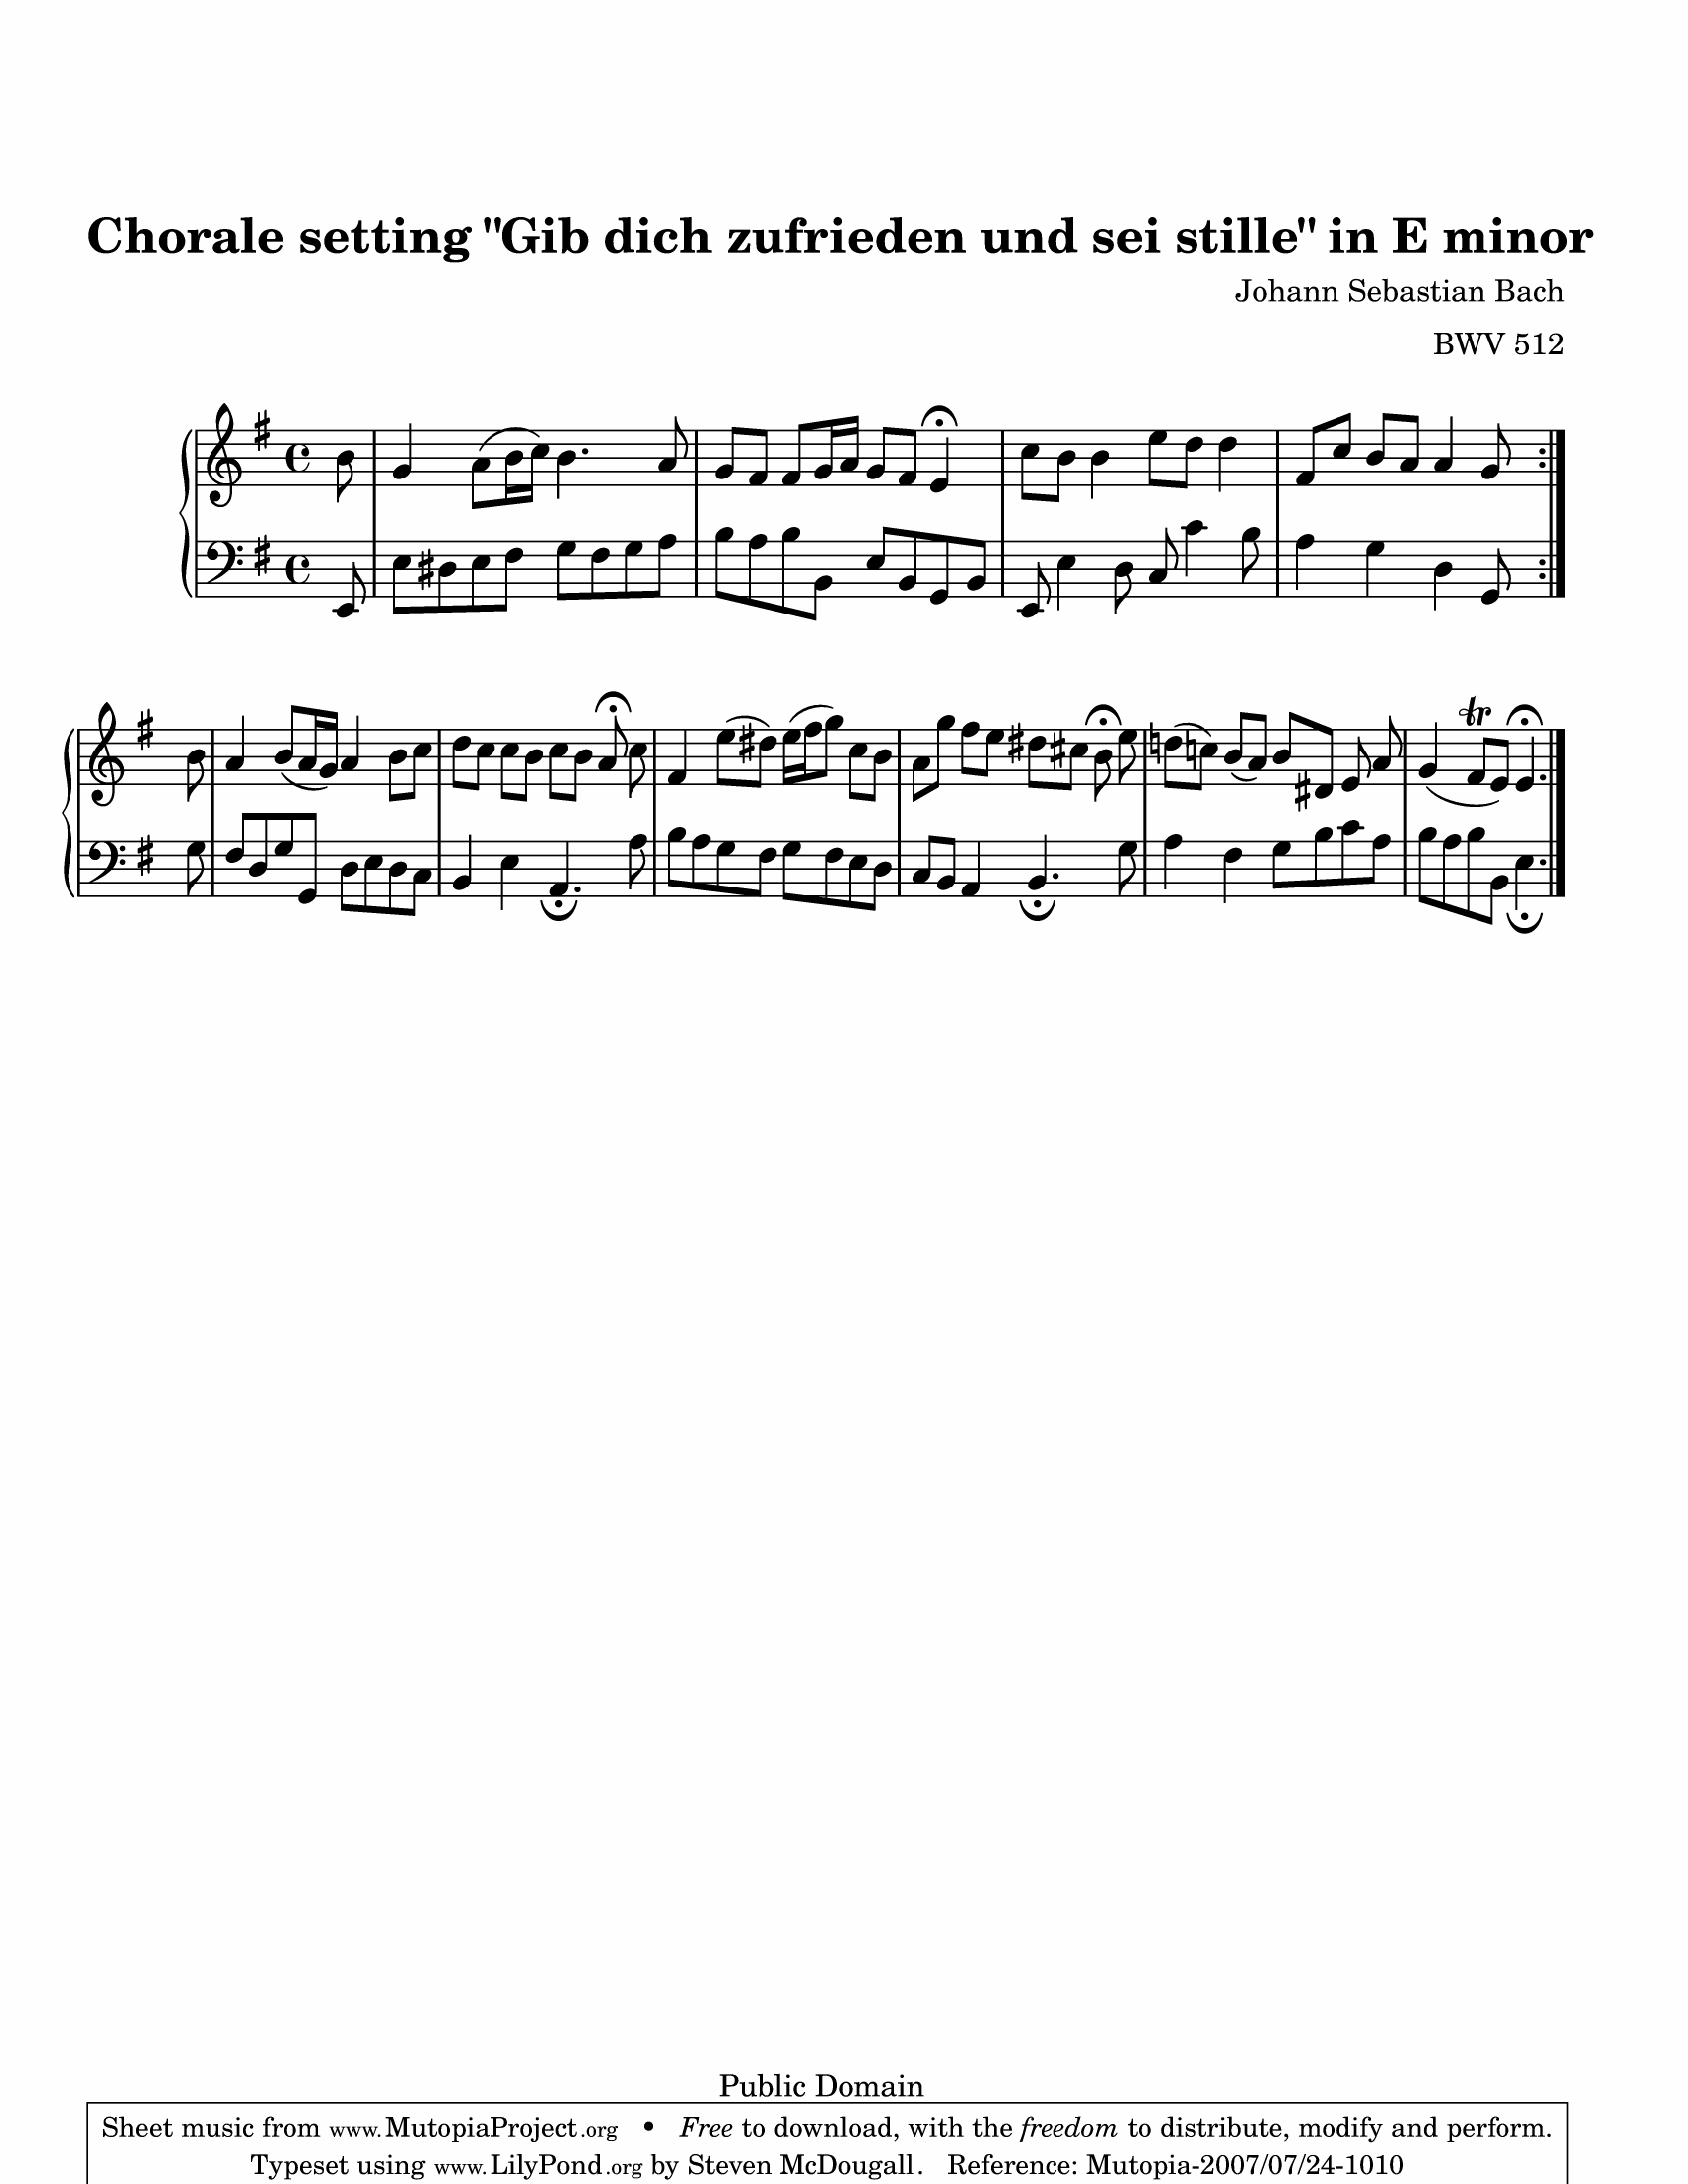 Chorale setting "Gib dich zufrieden und sei stille" in E minor
Johann Sebastian Bach
BWV 512
Public Domain
Sheet music from www.MutopiaProject.org • Free to download, with the freedom to distribute, modify and perform.
Typeset using www.LilyPond.org by Steven McDougall. Reference: Mutopia-2007/07/24-1010